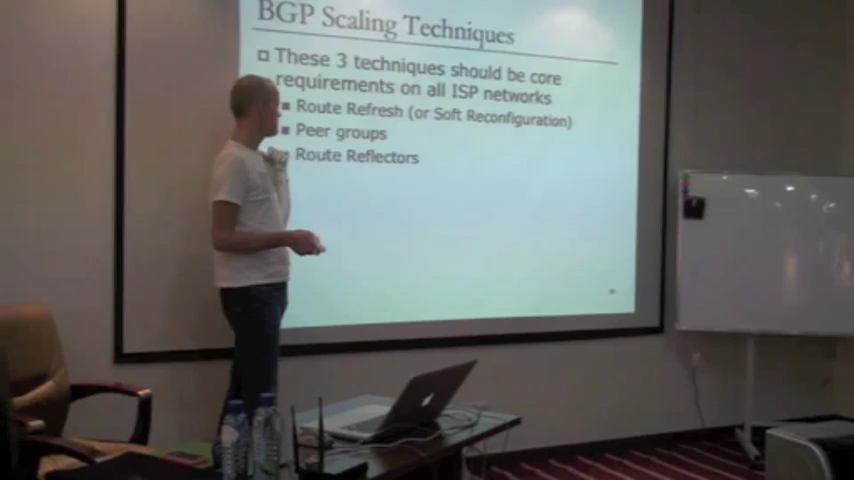 BGP Scaling Techniques
These 3 techniques should be core
requirements on all ISP networks
Route Refresh (or Soft Reconfiguration)
Peer groups
Route Reflectors